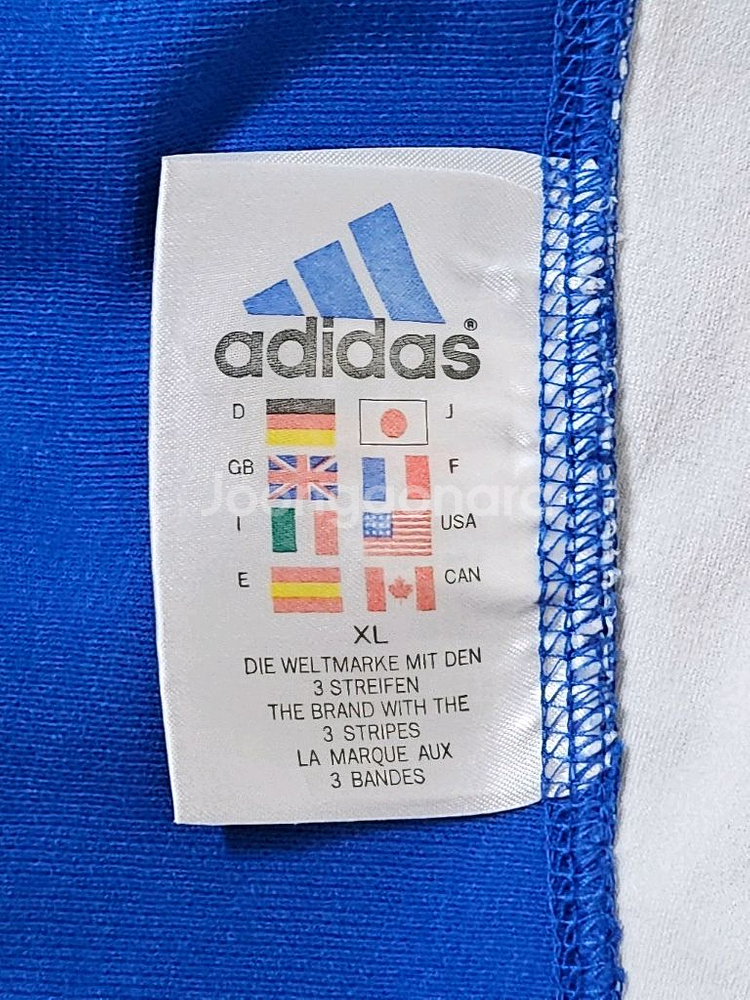 adidas®
D J
GB F
I USA
E CAN
XL
DIE WELTMARKE MIT DEN
3 STREIFEN
THE BRAND WITH THE
3 STRIPES
LA MARQUE AUX
3 BANDES
Joongaonara